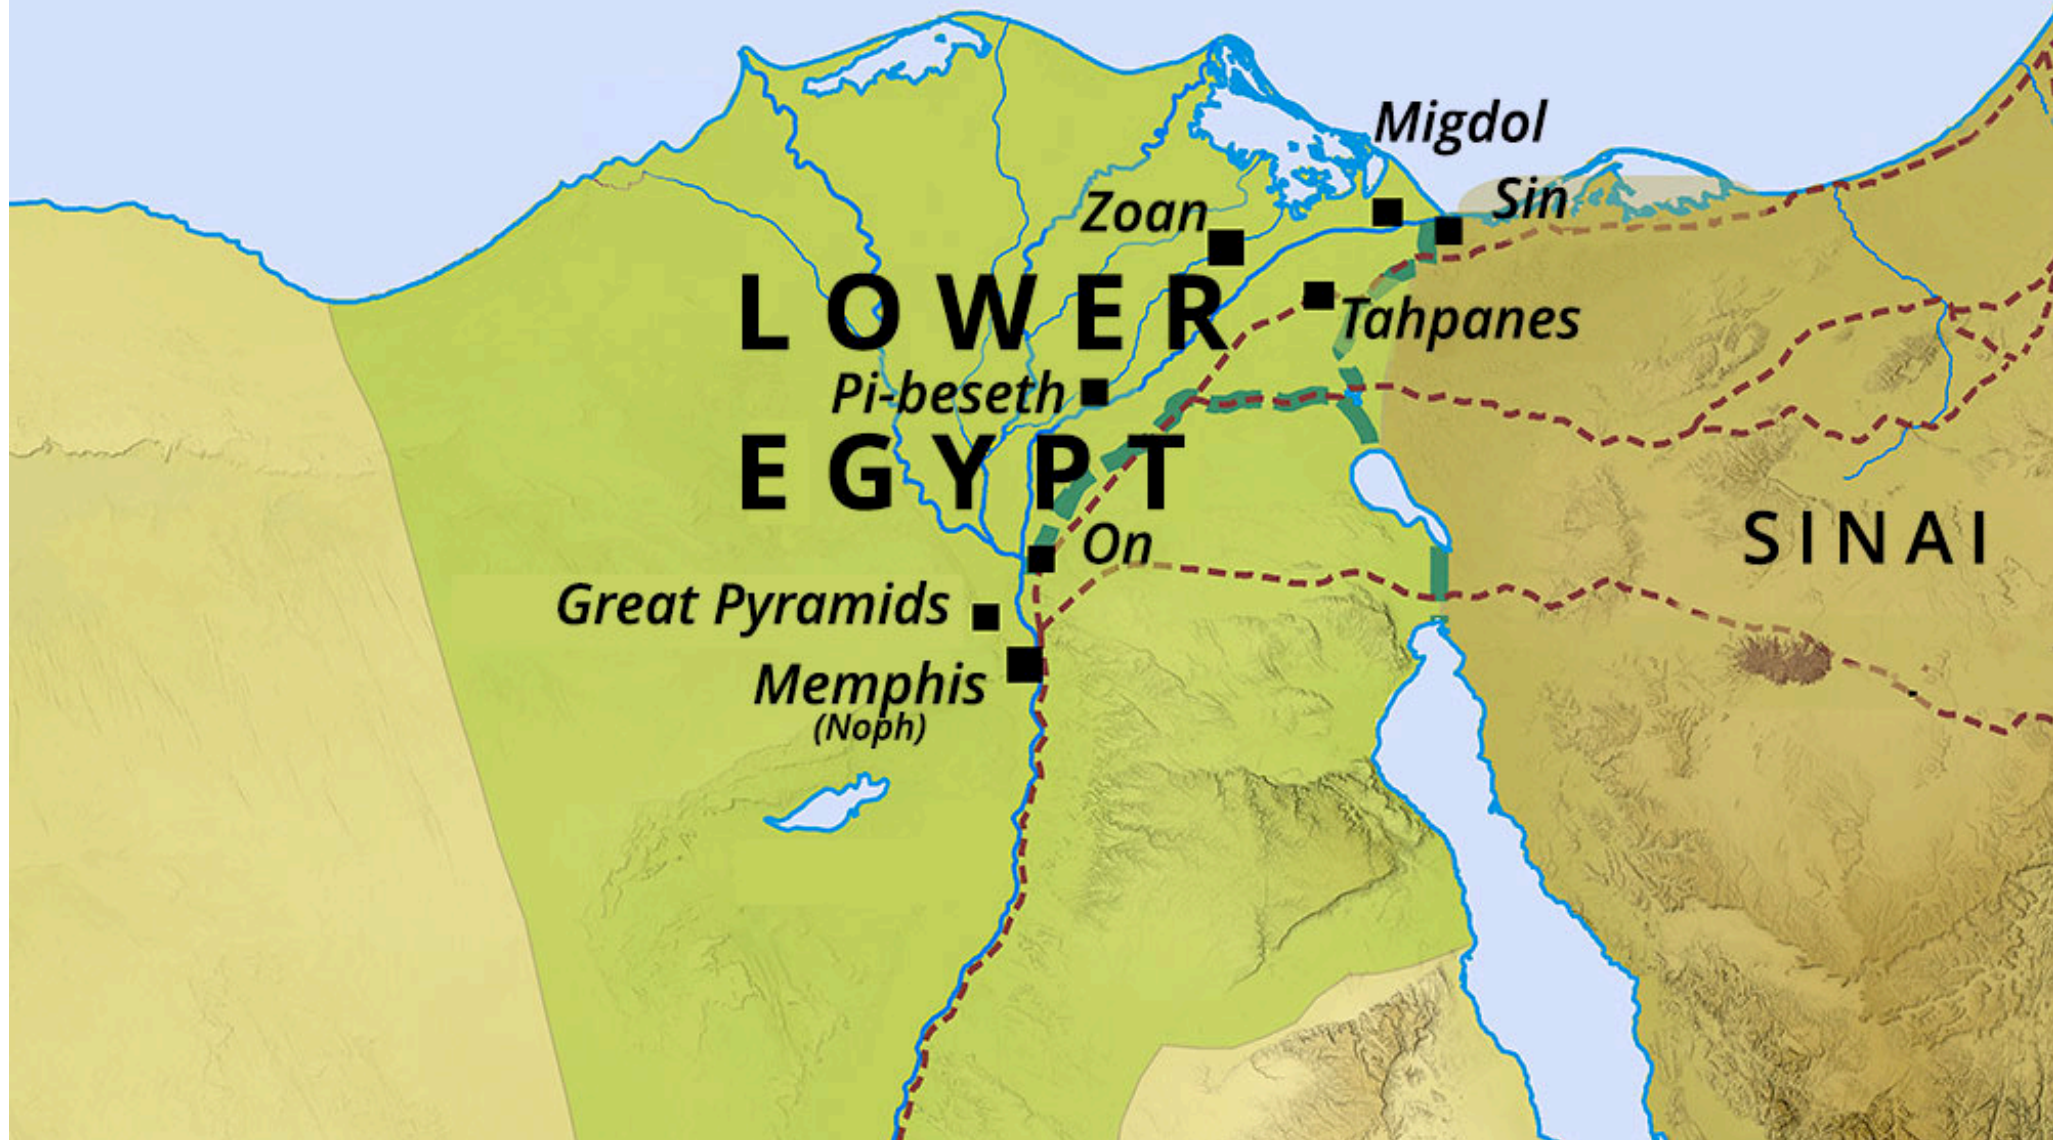 Migdol
Sin
Zoan
LOWER
Tahpanes
Pi-beseth
EGYPT
On
SINAI
Great Pyramids
Memphis
(Noph)